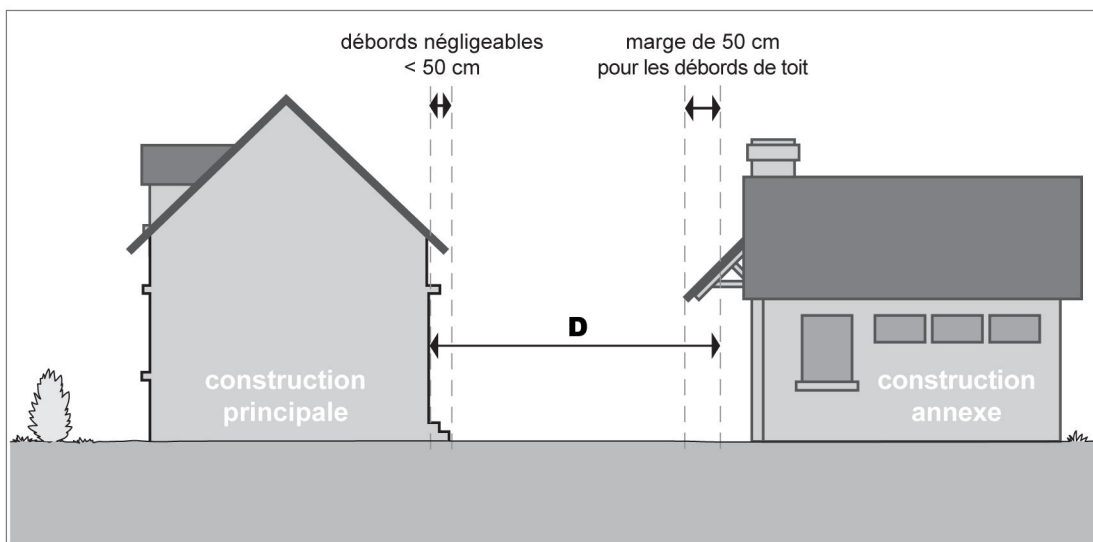 débords négligeables
< 50 cm
marge de 50 cm
pour les débords de toit
D
construction
principale
construction
annexe